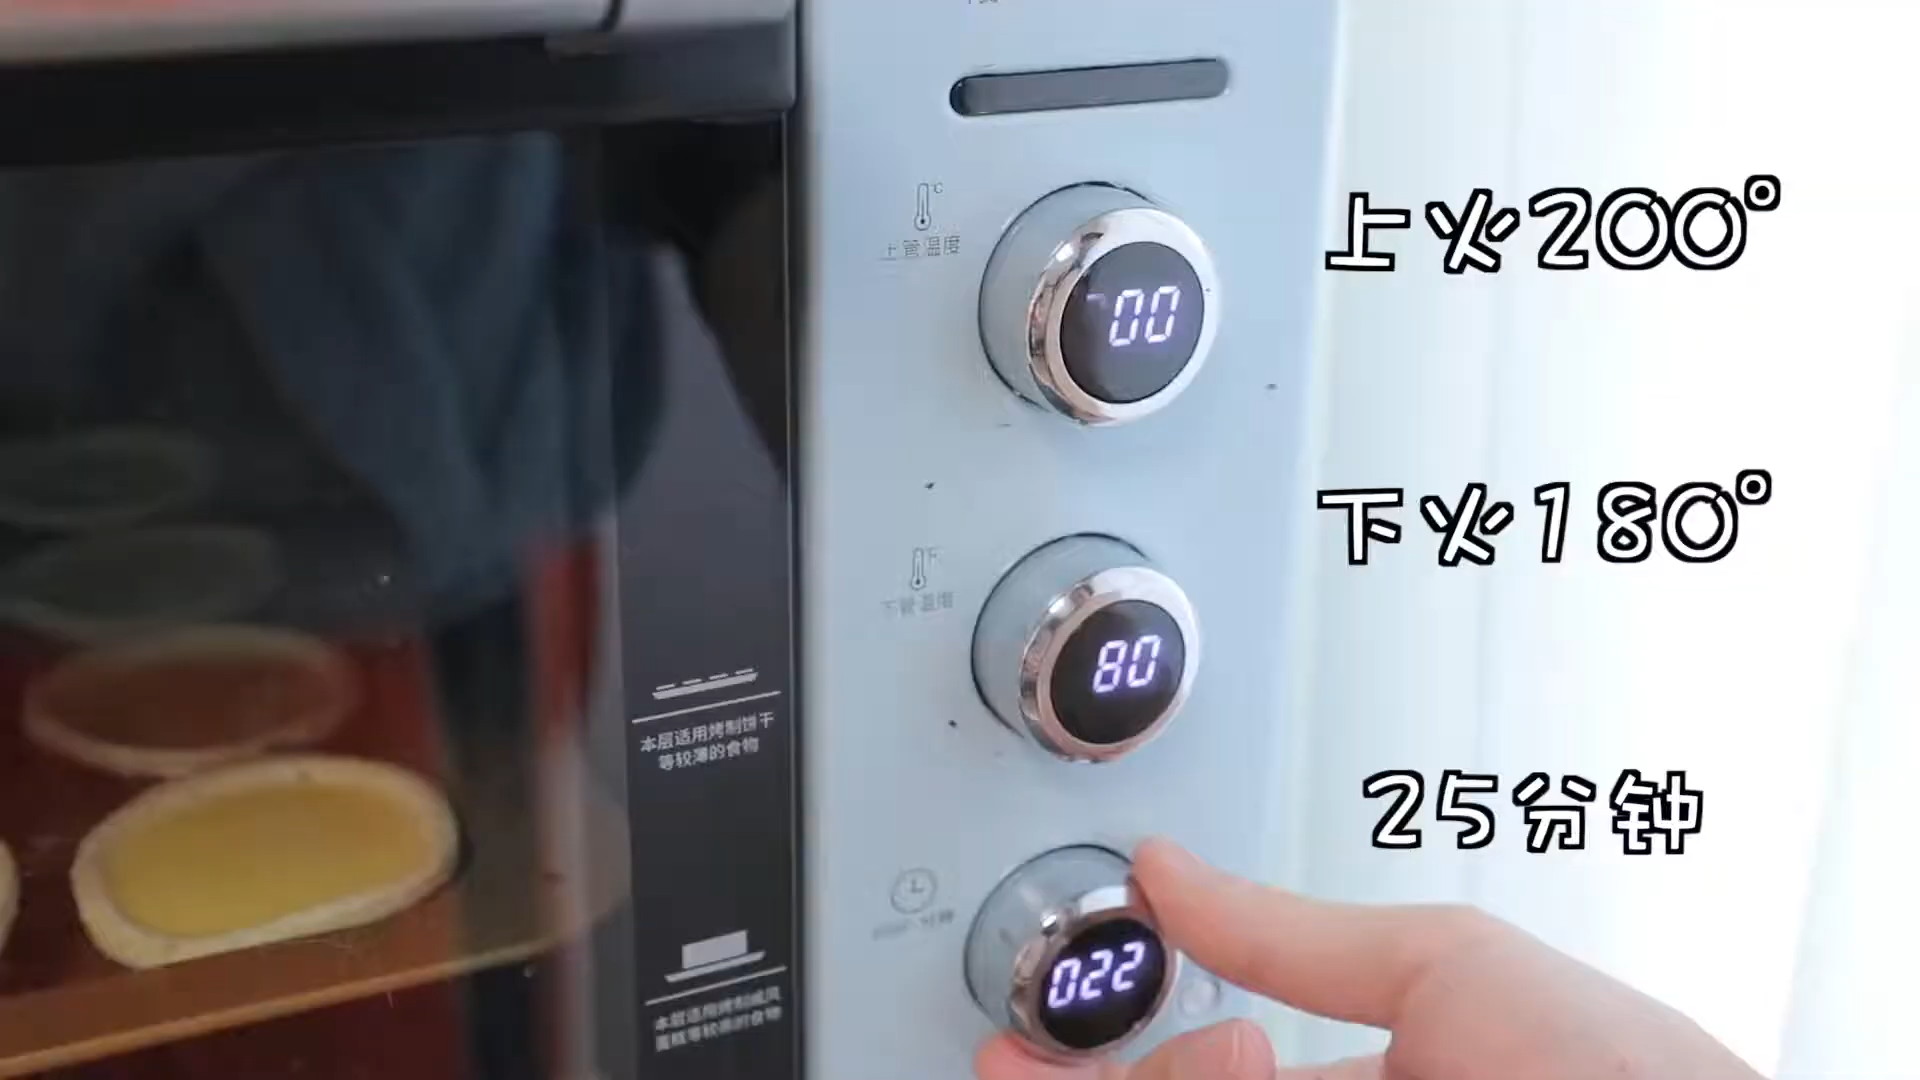 ℃
上管温度
上火200°
00
下管温度
下火180°
80
本层适用烤制饼干
等较薄的食物
25分钟
022
本层适用烤制戚风
蛋糕等较高的食物